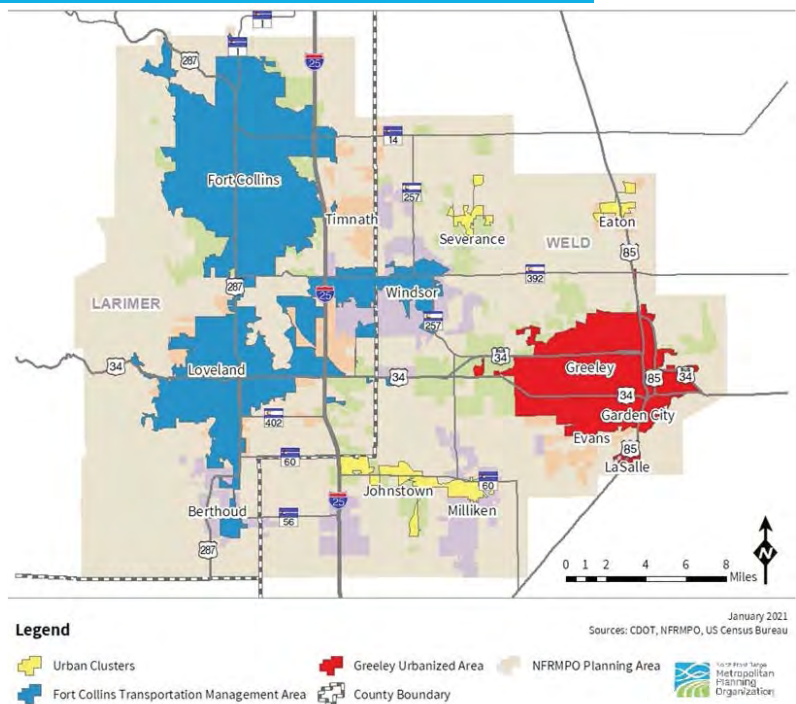 1
1
287
25
14
Fort Collins
257
Timnath
Severance
Eaton
WELD
85
287
392
LARIMER
25
Windsor
257
34
Loveland
34
34
Greeley
85
34
34
Garden City
402
Evans
85
60
LaSalle
Johnstown
60
25
Milliken
Berthoud
56
287
N
0 1 2 4 6 8
Miles
January 2021
Sources: CDOT, NFRMPO, US Census Bureau
Legend
Urban Clusters
Greeley Urbanized Area
NFRMPO Planning Area
Fort Collins Transportation Management Area
County Boundary
Metropolitan
Planning
Organization